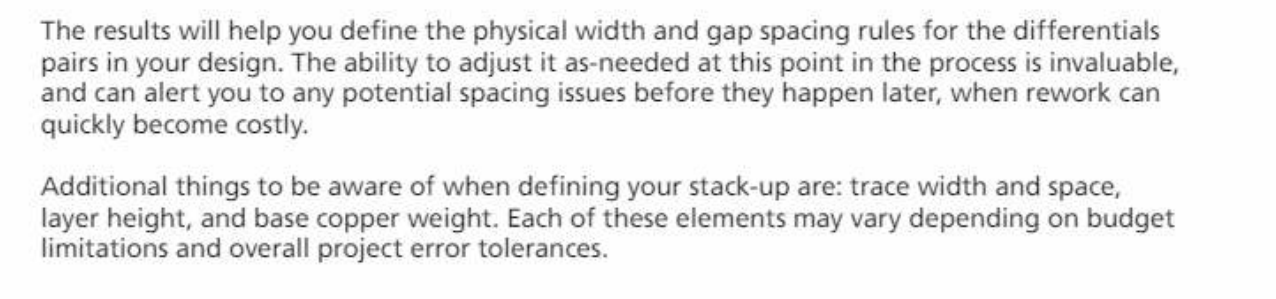 The results will help you define the physical width and gap spacing rules for the differentials
pairs in your design. The ability to adjust it as-needed at this point in the process is invaluable,
and can alert you to any potential spacing issues before they happen later, when rework can
quickly become costly.
Additional things to be aware of when defining your stack-up are: trace width and space,
layer height, and base copper weight. Each of these elements may vary depending on budget
limitations and overall project error tolerances.